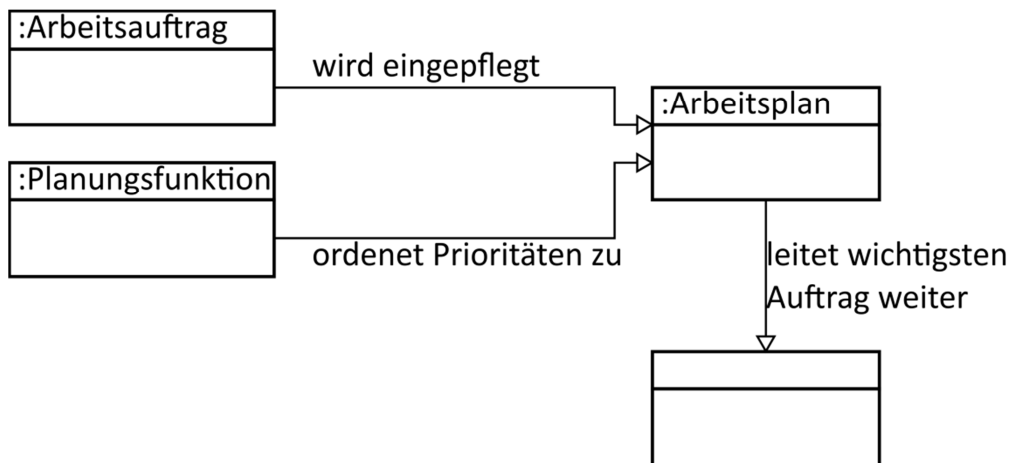 :Arbeitsauftrag
wird eingepflegt
:Arbeitsplan
:Planungsfunktion
ordenet Prioritäten zu
leitet wichtigsten
Auftrag weiter